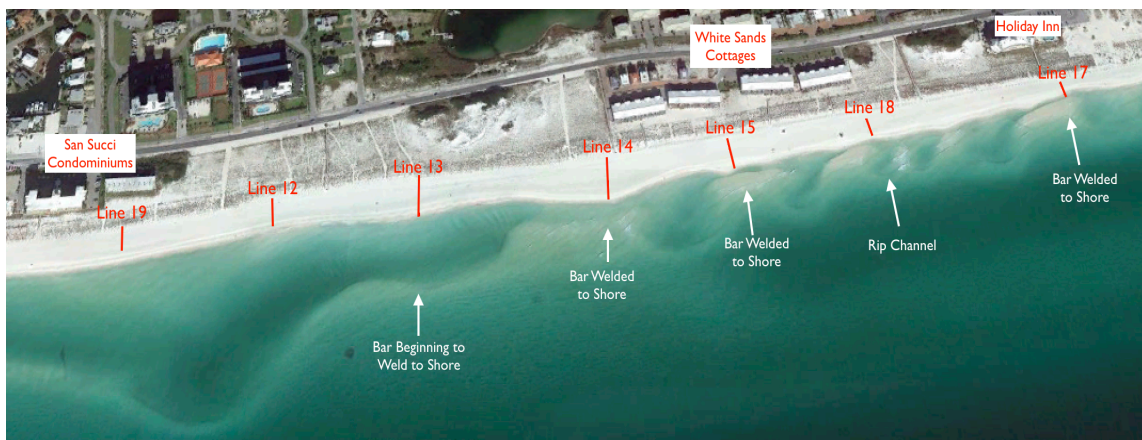 White Sands
Cottages
Holiday Inn
Line 17
Line 18
Line 15
San Succi
Condominiums
Line 14
Line 13
Line 12
Line 19
Bar Welded
to Shore
Rip Channel
Bar Welded
to Shore
Bar Welded
to Shore
Bar Beginning to
Weld to Shore